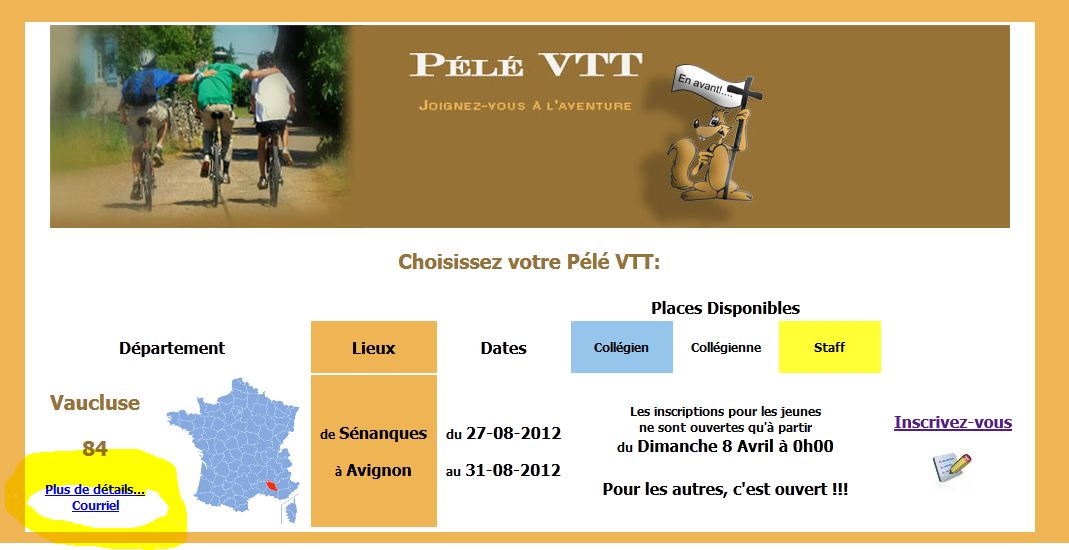 PÉLÉ VTT
JOIGNEZ-VOUS À L'AVENTURE
En avant!....
Choisissez votre Pélé VTT:
Places Disponibles
Département
Lieux
Dates
Collégien
Collégienne
Staff
Vaucluse
84
Plus de détails...
Courriel
de Sénanques
à Avignon
du 27-08-2012
au 31-08-2012
Les inscriptions pour les jeunes
ne sont ouvertes qu'à partir
du Dimanche 8 Avril à 0h00
Pour les autres, c'est ouvert !!!
Inscrivez-vous